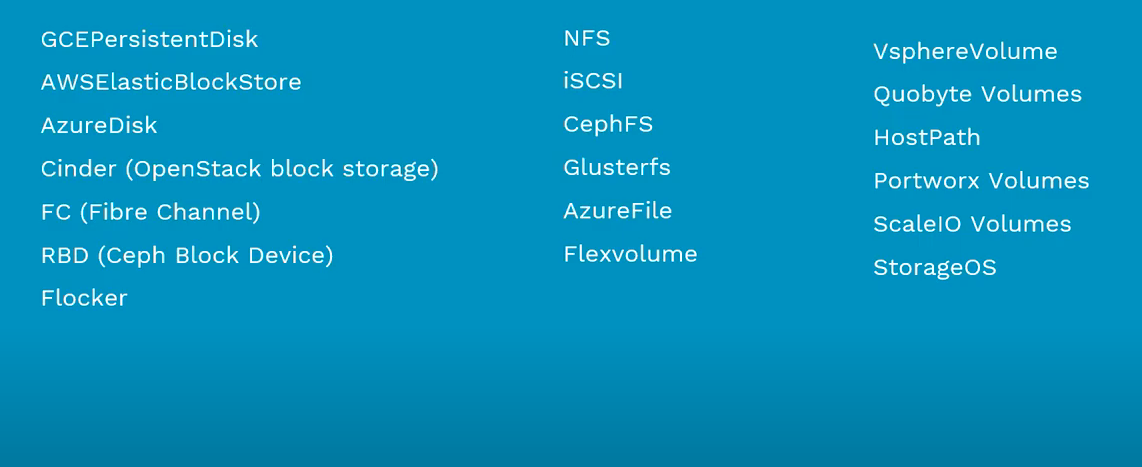 GCEPersistentDisk
AWSElasticBlockStore
AzureDisk
Cinder (OpenStack block storage)
FC (Fibre Channel)
RBD (Ceph Block Device)
Flocker
NFS
iSCSI
CephFS
Glusterfs
AzureFile
Flexvolume
VsphereVolume
Quobyte Volumes
HostPath
Portworx Volumes
ScaleIO Volumes
StorageOS